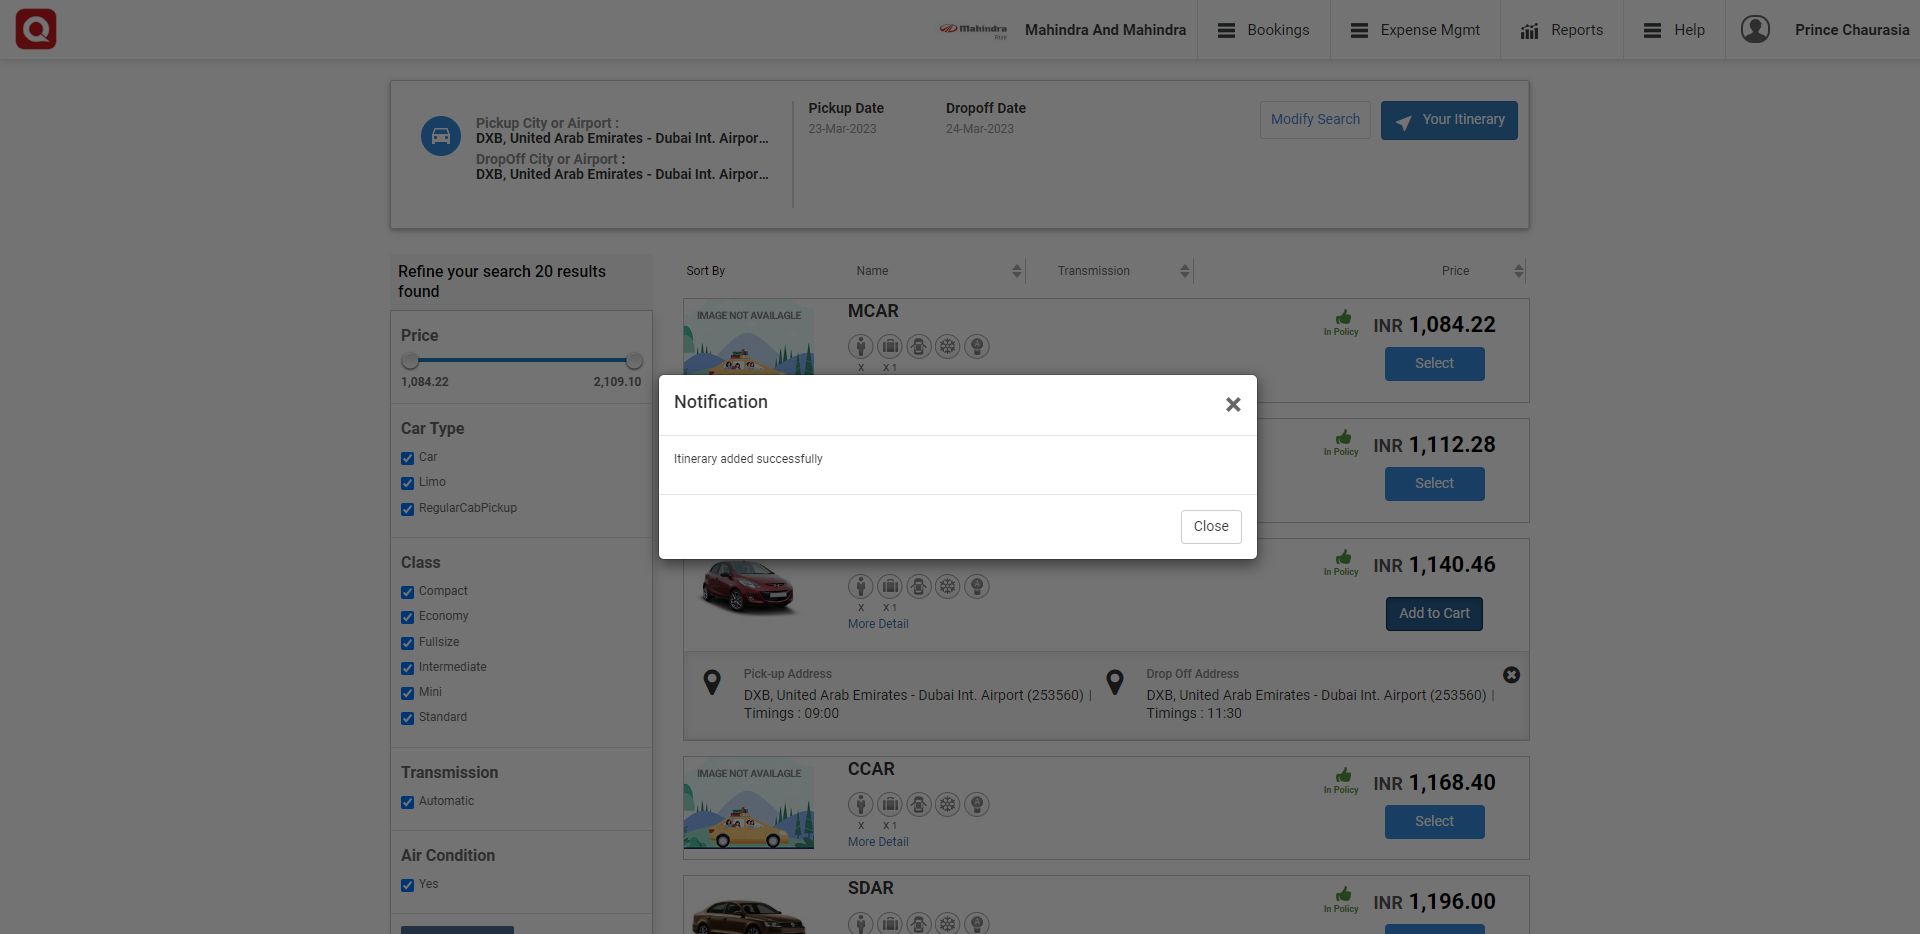 Mahindra Rise
Mahindra And Mahindra
Bookings
Expense Mgmt
Reports
Help
Prince Chaurasia
Pickup City or Airport :
DXB, United Arab Emirates - Dubai Int. Airpor...
DropOff City or Airport :
DXB, United Arab Emirates - Dubai Int. Airpor...
Pickup Date
23-Mar-2023
Dropoff Date
24-Mar-2023
Modify Search
Your Itinerary
Refine your search 20 results
found
Price
1,084.22 2,109.10
Car Type
Car
Limo
RegularCabPickup
Class
Compact
Economy
Fullsize
Intermediate
Mini
Standard
Transmission
Automatic
Air Condition
Yes
Sort By Name Transmission Price
IMAGE NOT AVAILAGLE
MCAR
X X 1
In Policy
INR 1,084.22
Select
In Policy
INR 1,112.28
Select
Notification
Itinerary added successfully
Close
X X 1
More Detail
In Policy
INR 1,140.46
Add to Cart
Pick-up Address
DXB, United Arab Emirates - Dubai Int. Airport (253560) |
Timings : 09:00
Drop Off Address
DXB, United Arab Emirates - Dubai Int. Airport (253560) |
Timings : 11:30
IMAGE NOT AVAILAGLE
CCAR
X X 1
More Detail
In Policy
INR 1,168.40
Select
SDAR
In Policy
INR 1,196.00